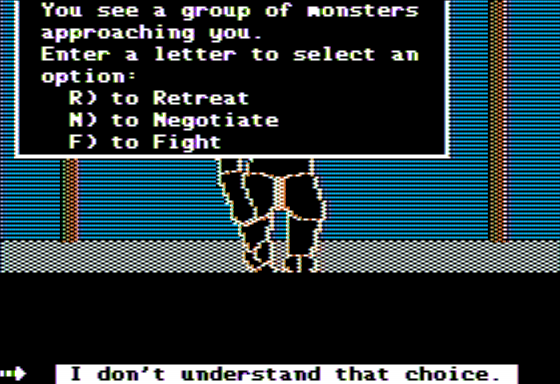 You see a group of monsters
approaching you.
Enter a letter to select an
option:
R) to Retreat
N) to Negotiate
F) to Fight
I don't understand that choice.